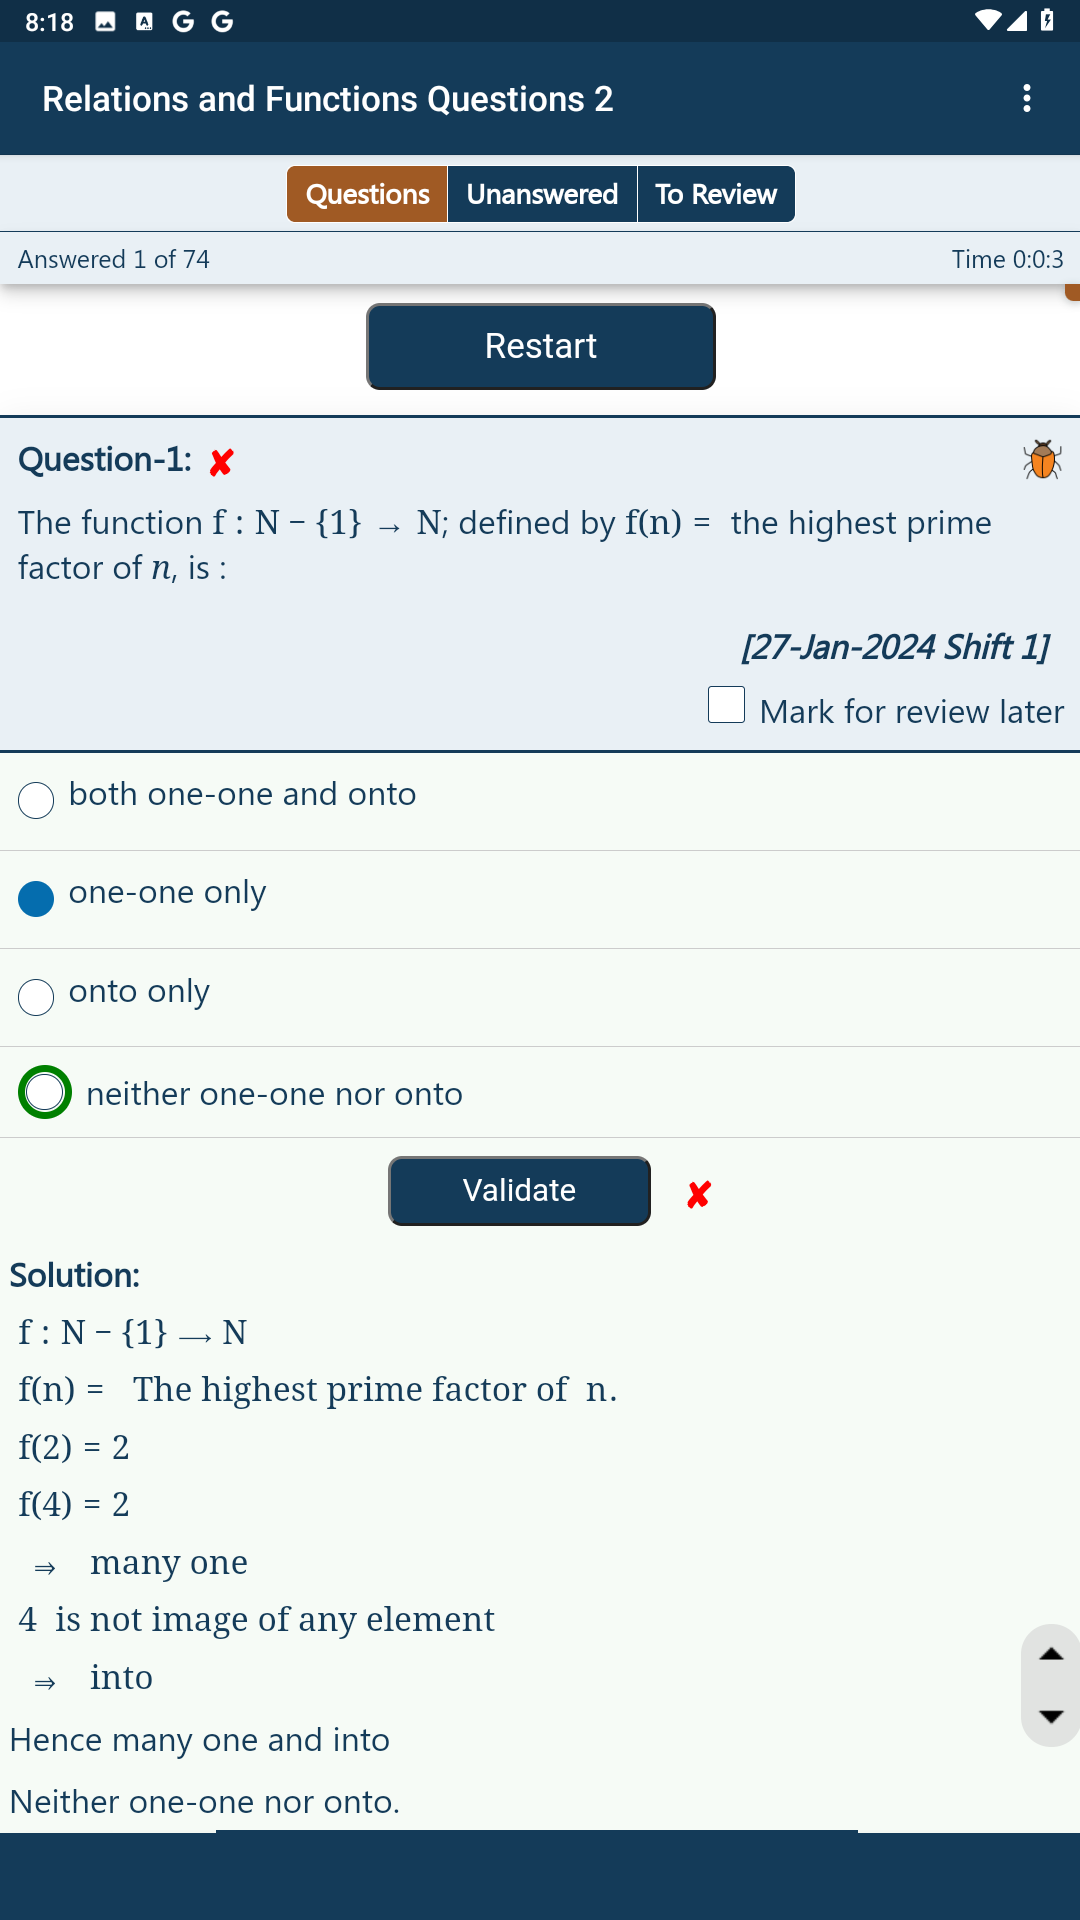 8:18
Relations and Functions Questions 2
Questions Unanswered To Review
Answered 1 of 74 Time 0:0:3
Restart
Question-1: ✘
The function f : N − {1} → N; defined by f(n) = the highest prime
factor of n, is :
[27-Jan-2024 Shift 1]
Mark for review later
both one-one and onto
one-one only
onto only
neither one-one nor onto
Validate ✘
Solution:
f : N − {1} ⟶ N
f(n) = The highest prime factor of n.
f(2) = 2
f(4) = 2
⇒ many one
4 is not image of any element
⇒ into
Hence many one and into
Neither one-one nor onto.